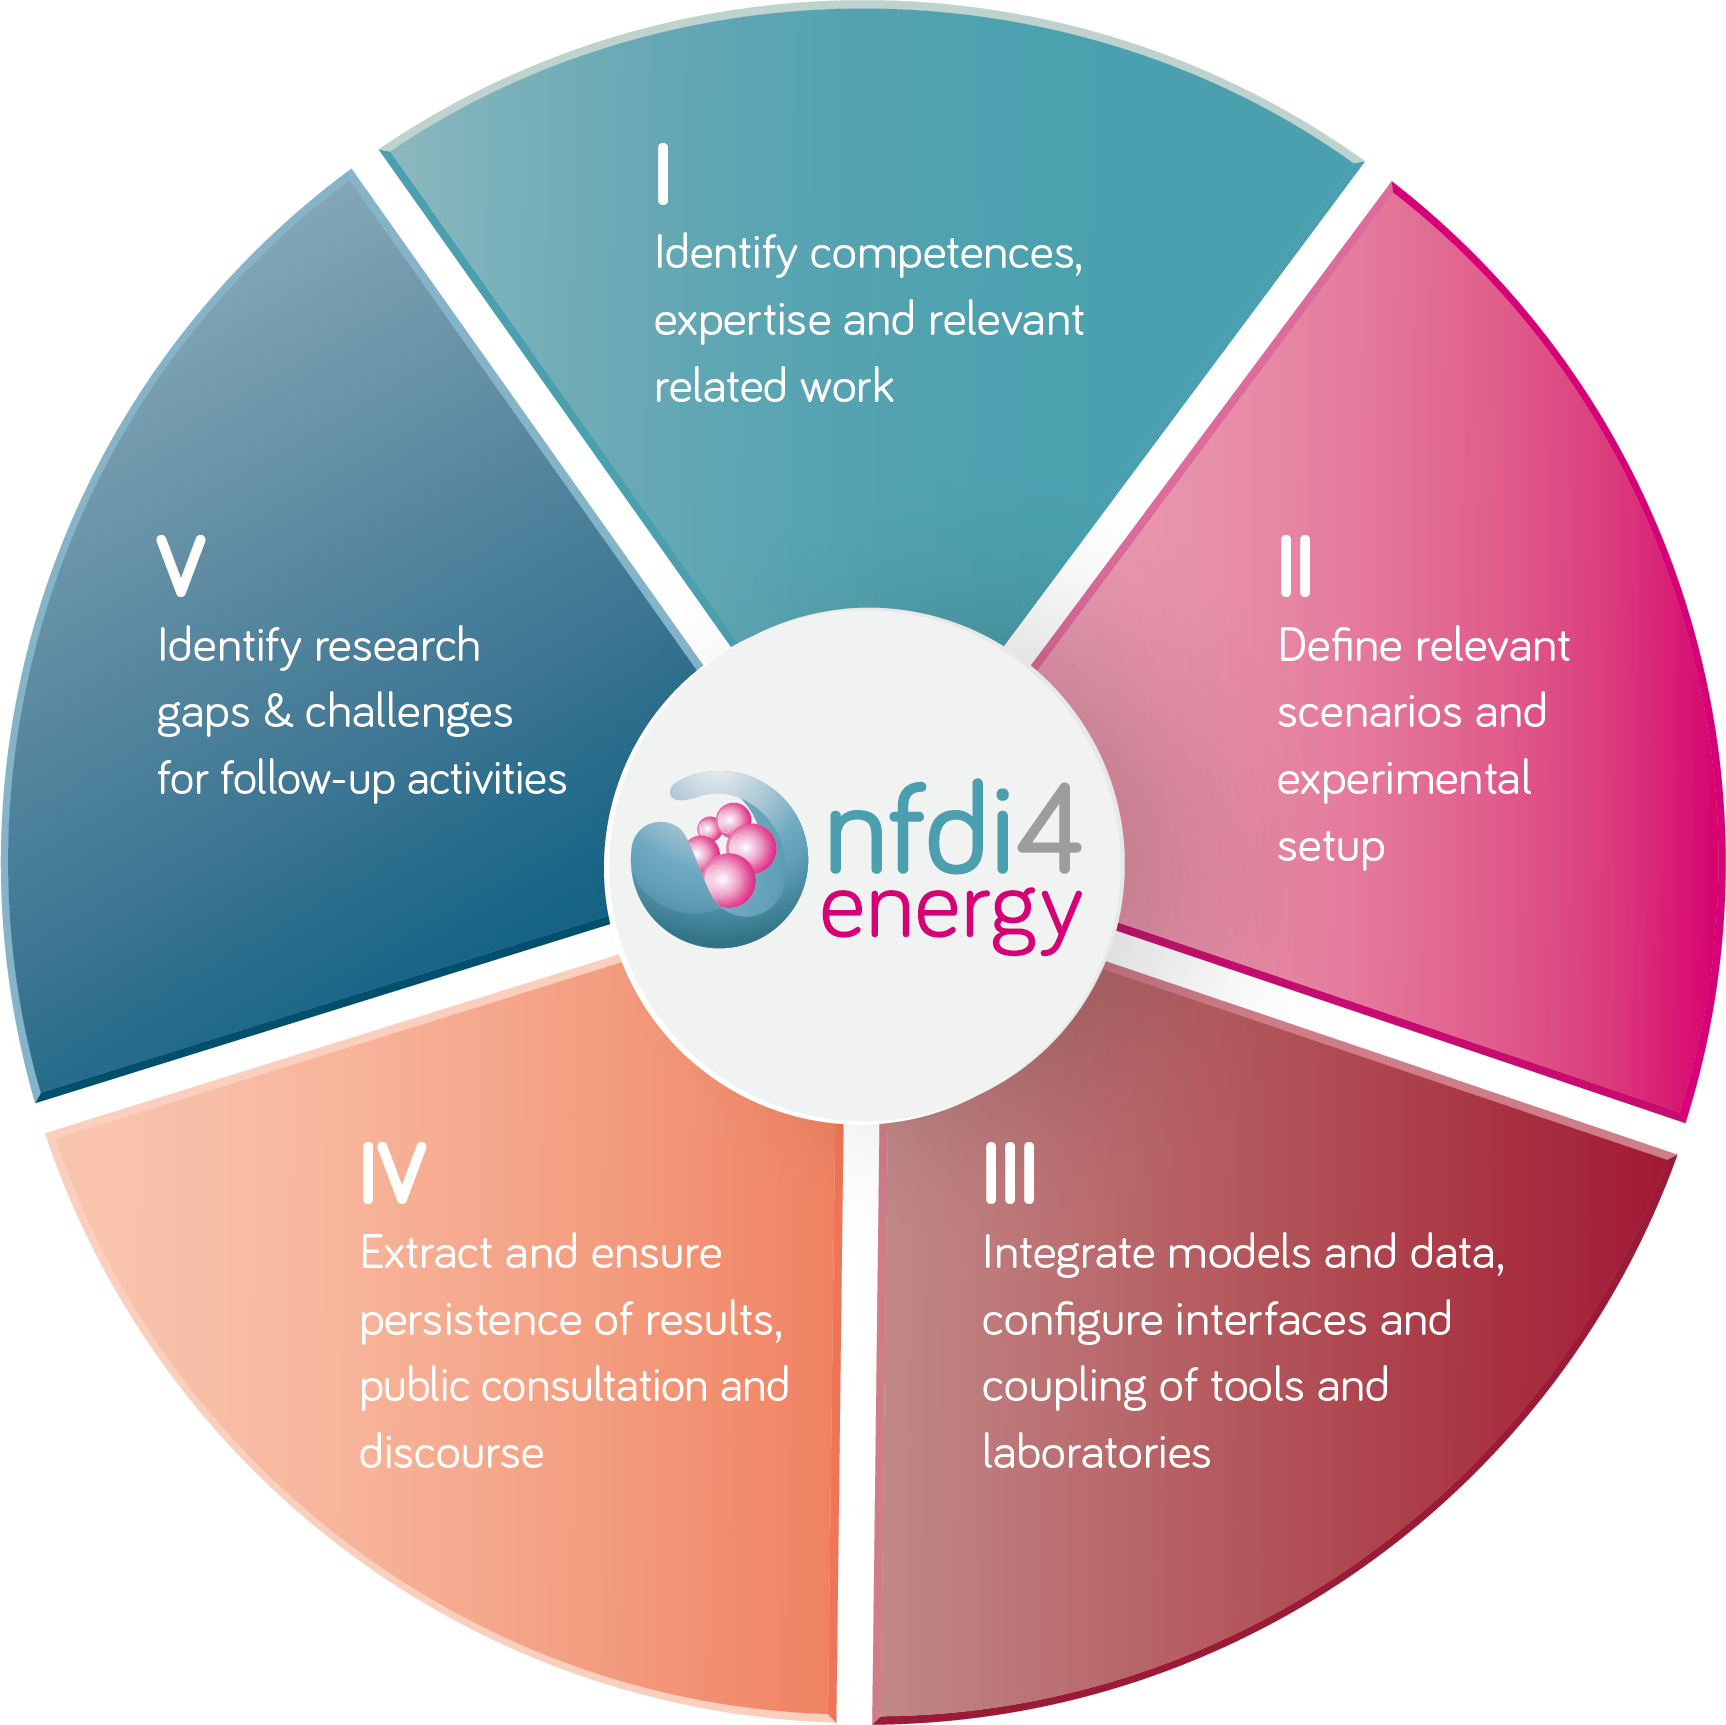 I
Identify competences,
expertise and relevant
related work
II
Define relevant
scenarios and
experimental
setup
III
Integrate models and data,
configure interfaces and
coupling of tools and
laboratories
IV
Extract and ensure
persistence of results,
public consultation and
discourse
V
Identify research
gaps & challenges
for follow-up activities
nfdi4
energy